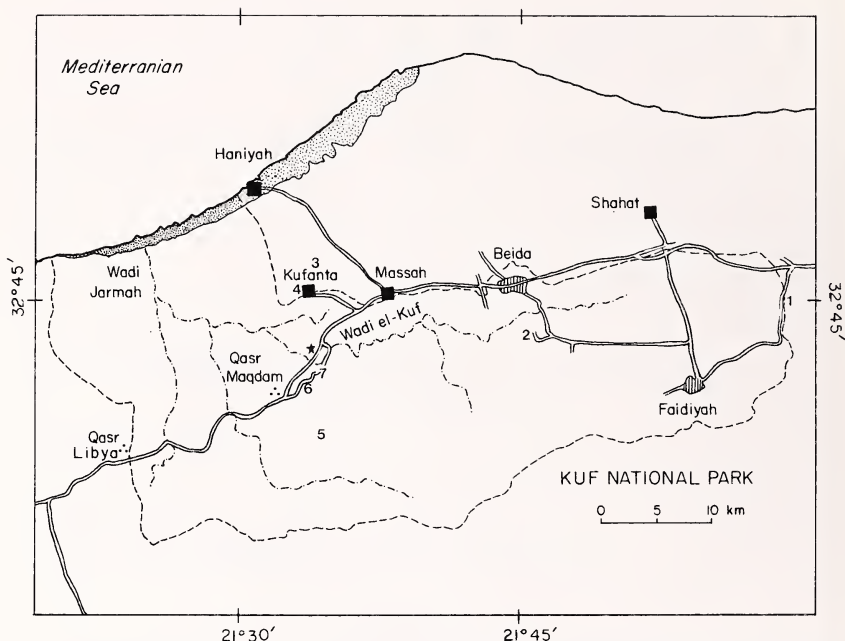 Mediterranian
Sea
Haniyah
Shahat
32°45′
Wadi
Jarmah
3
Kufanta
4
Massah
Beida
1
32°45′
Wadi el-Kuf
2
Qasr
Maqdam
7
6
Faidiyah
Qasr
Libya
5
KUF NATIONAL PARK
0 5 10 km
21°30′
21°45′